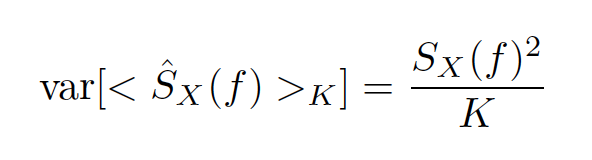 var[< Ŝ_X(f) >_K] = S_X(f)² / K